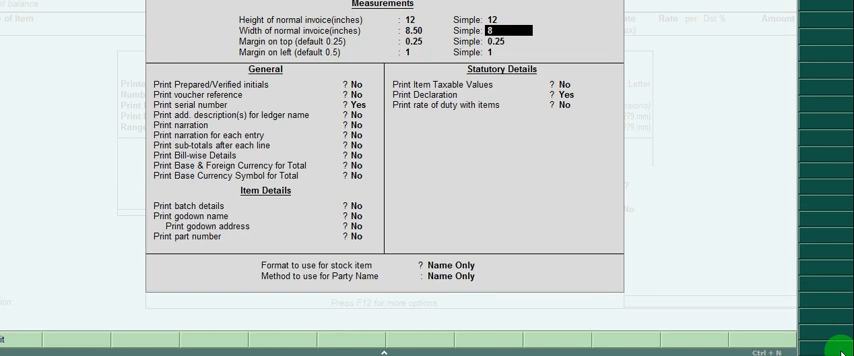 Measurements
of balance
of Item
Rate per Dst % Amount
Height of normal invoice(inches) : 12 Simple: 12
Width of normal invoice(inches) : 8.50 Simple: 8
Margin on top (default 0.25) : 0.25 Simple: 0.25
Margin on left (default 0.5) : 1 Simple: 1
General
Print Prepared/Verified initials ? No
Print voucher reference ? No
Print serial number ? Yes
Print add. description(s) for ledger name ? No
Print narration ? No
Print narration for each entry ? No
Print sub-totals after each line ? No
Print Bill-wise Details ? No
Print Base & Foreign Currency for Total ? No
Print Base Currency Symbol for Total ? No
Item Details
Print batch details ? No
Print godown name ? No
Print godown address ? No
Print part number ? No
Statutory Details
Print Item Taxable Values ? No
Print Declaration ? Yes
Print rate of duty with items ? No
Letter
No
Format to use for stock item ? Name Only
Method to use for Party Name : Name Only
Press F12 for more options
Ctrl + N